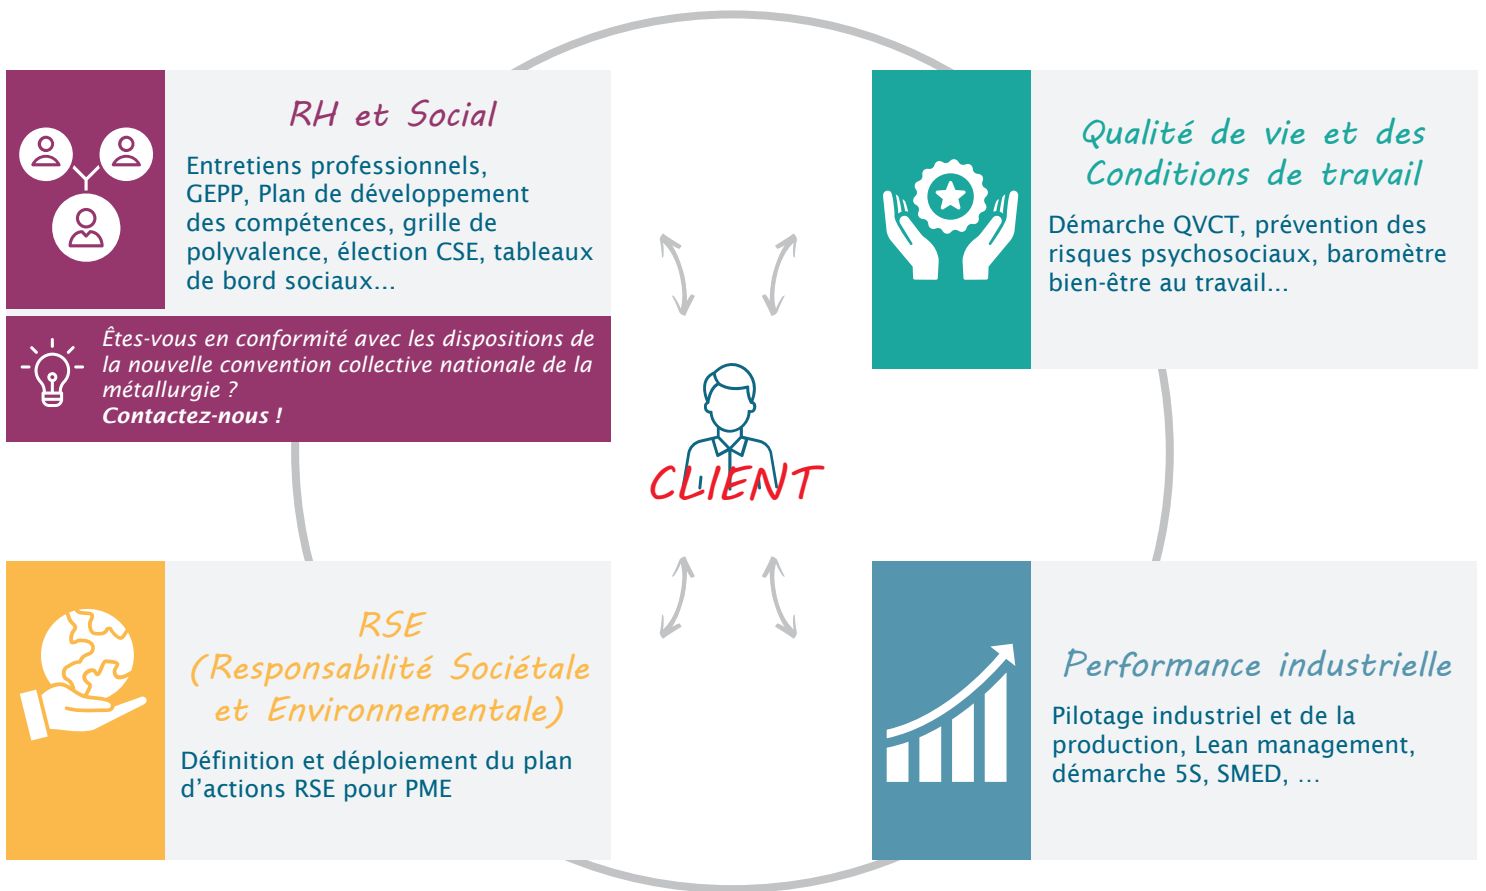 RH et Social
Entretiens professionnels,
GEPP, Plan de développement
des compétences, grille de
polyvalence, élection CSE, tableaux
de bord sociaux...
Êtes-vous en conformité avec les dispositions de
la nouvelle convention collective nationale de la
métallurgie ?
Contactez-nous !
Qualité de vie et des
Conditions de travail
Démarche QVCT, prévention des
risques psychosociaux, baromètre
bien-être au travail...
CLIENT
RSE
(Responsabilité Sociétale
et Environnementale)
Définition et déploiement du plan
d’actions RSE pour PME
Performance industrielle
Pilotage industriel et de la
production, Lean management,
démarche 5S, SMED, ...